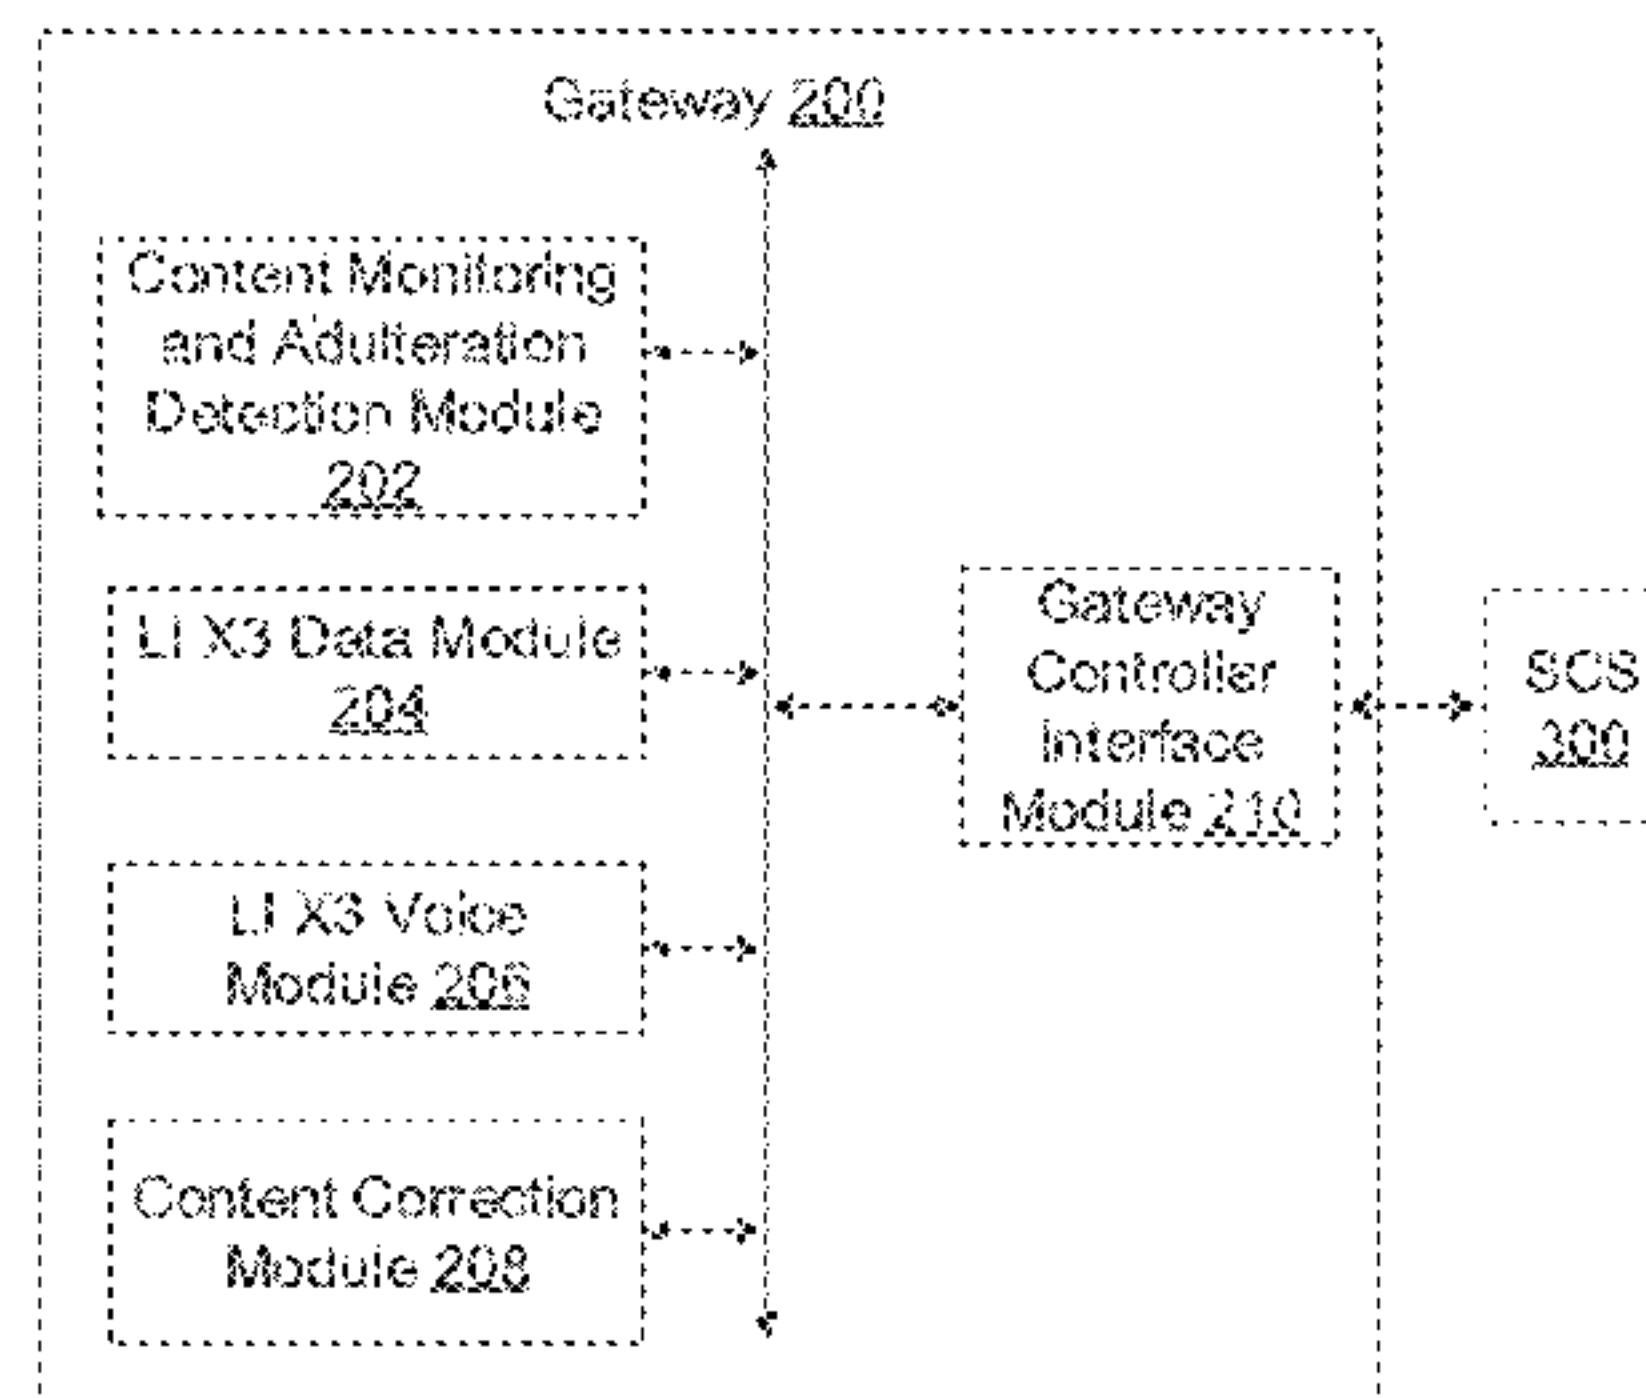 Gateway 200
Content Monitoring
and Adulteration
Detection Module
202
LI X3 Data Module
204
LI X3 Voice
Module 206
Content Correction
Module 208
Gateway
Controller
Interface
Module 210
SCS
300